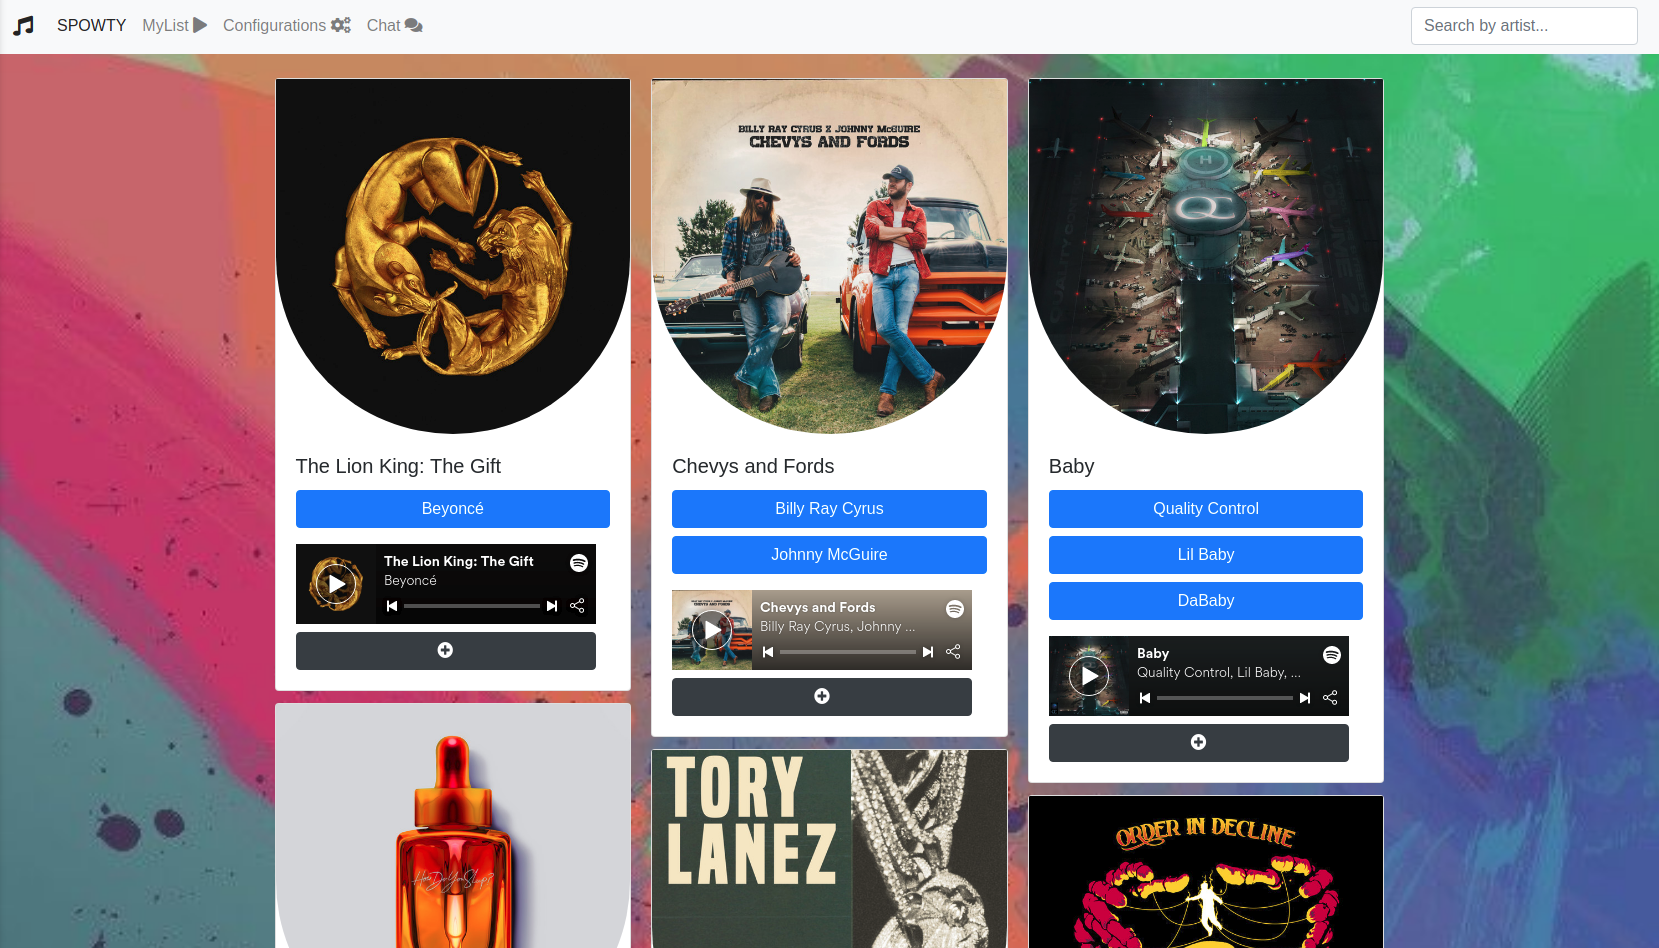 SPOWTY MyList Configurations Chat
Search by artist...
BILLY RAY CYRUS X JOHNNY McGUIRE
CHEVYS AND FORDS
H
QC
The Lion King: The Gift
Beyoncé
The Lion King: The Gift
Beyoncé
Chevys and Fords
Billy Ray Cyrus
Johnny McGuire
Chevys and Fords
Billy Ray Cyrus, Johnny ...
Baby
Quality Control
Lil Baby
DaBaby
Baby
Quality Control, Lil Baby, ...
TORY
LANEZ
ORDER IN DECLINE